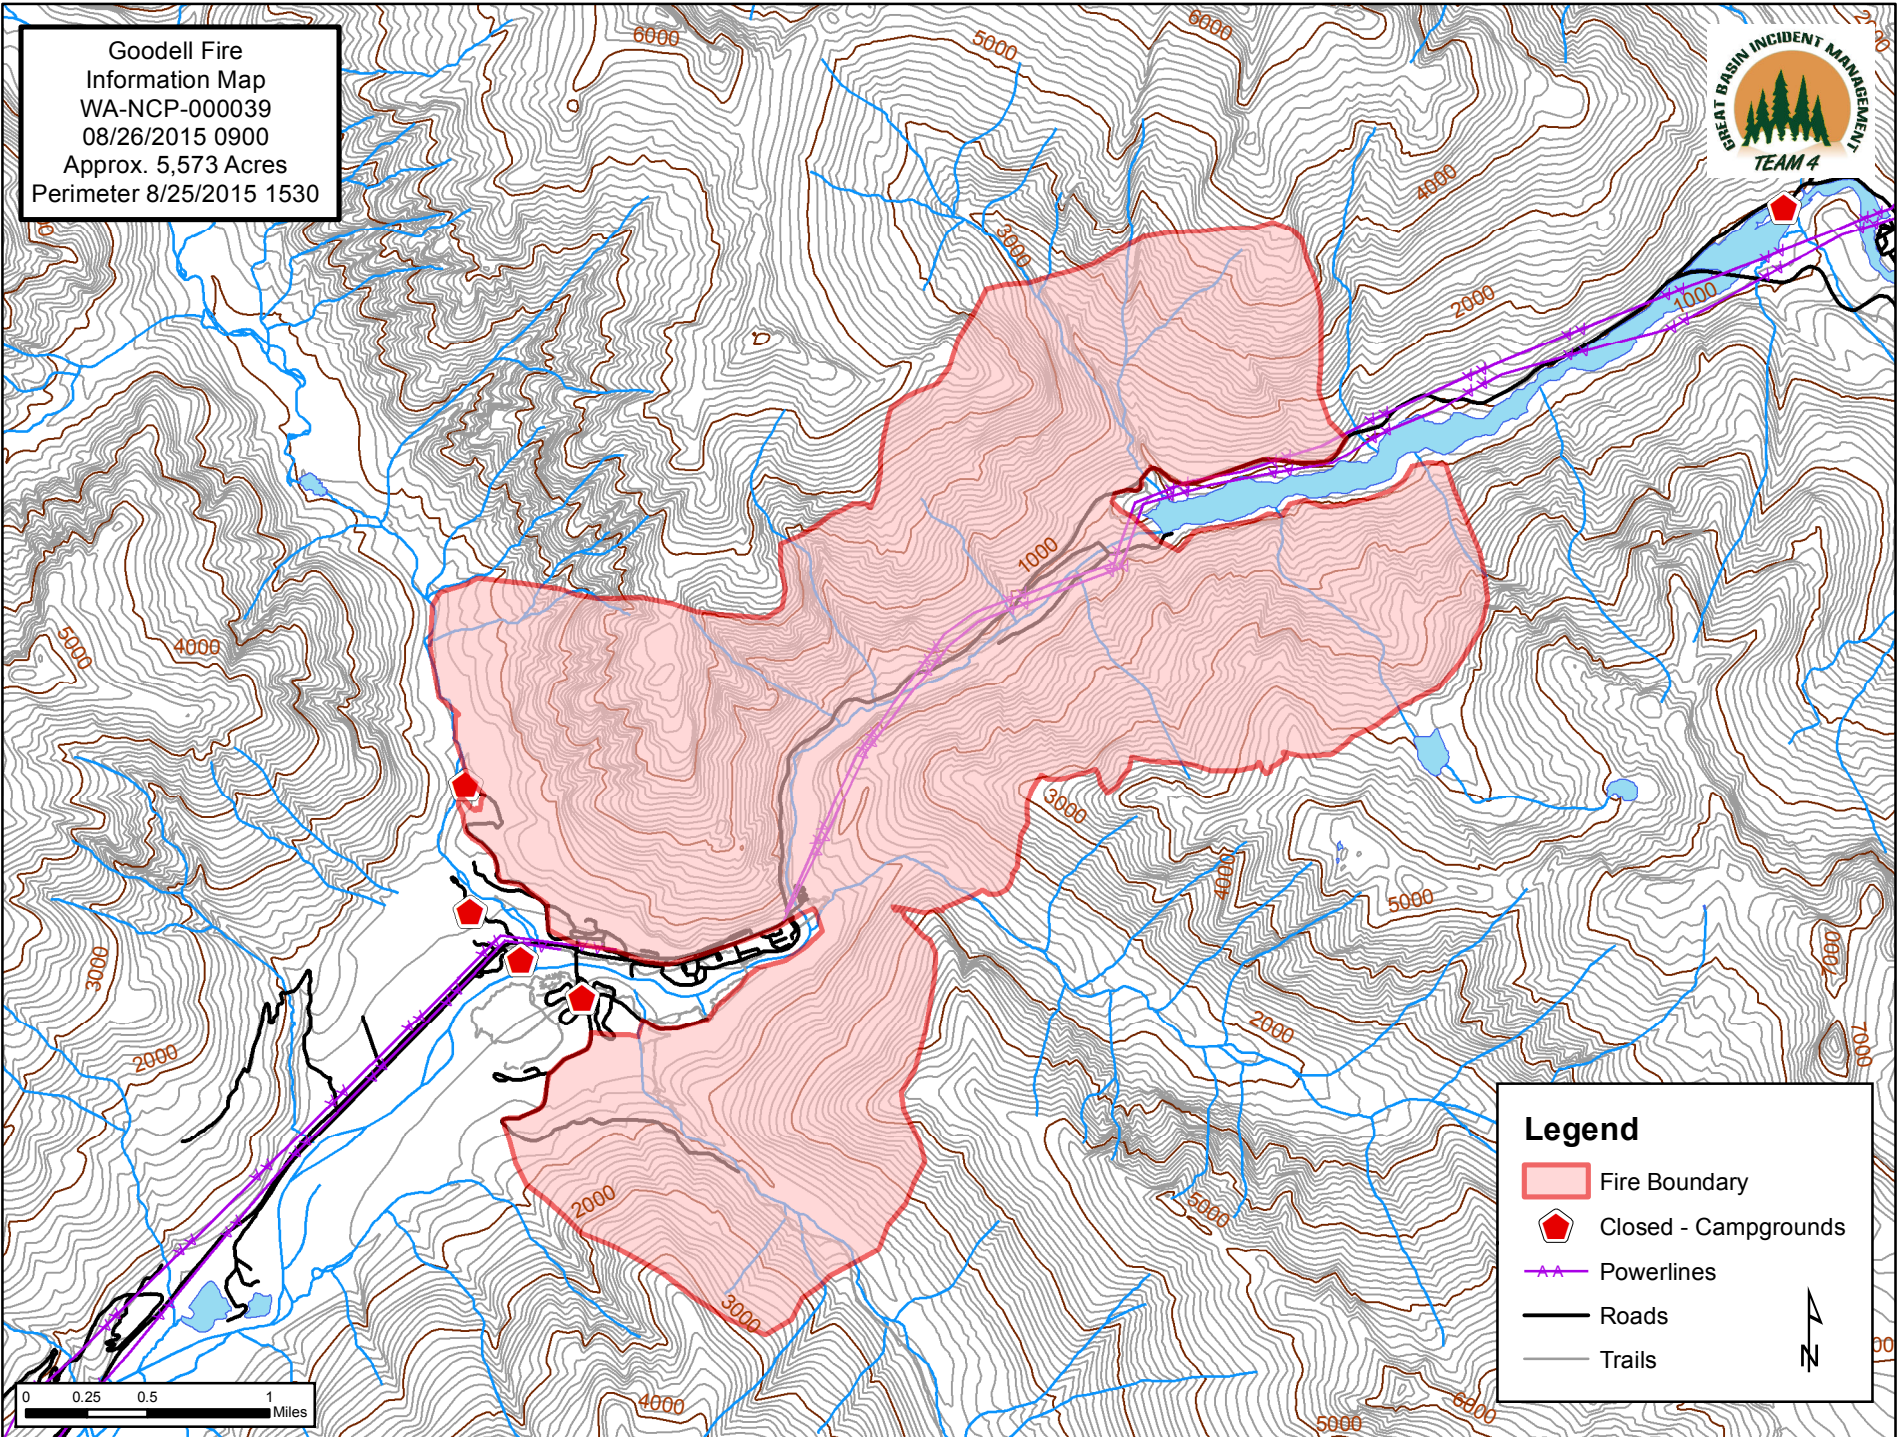 Goodell Fire
Information Map
WA-NCP-000039
08/26/2015 0900
Approx. 5,573 Acres
Perimeter 8/25/2015 1530
GREAT BASIN INCIDENT MANAGEMENT
TEAM 4
6000
5000
6000
4000
3000
2000
1000
1000
5000
4000
3000
4000
5000
3000
7000
2000
2000
7000
2000
5000
3000
4000
5000
6000
Legend
Fire Boundary
Closed - Campgrounds
Powerlines
Roads
Trails
N
0 0.25 0.5 1
Miles